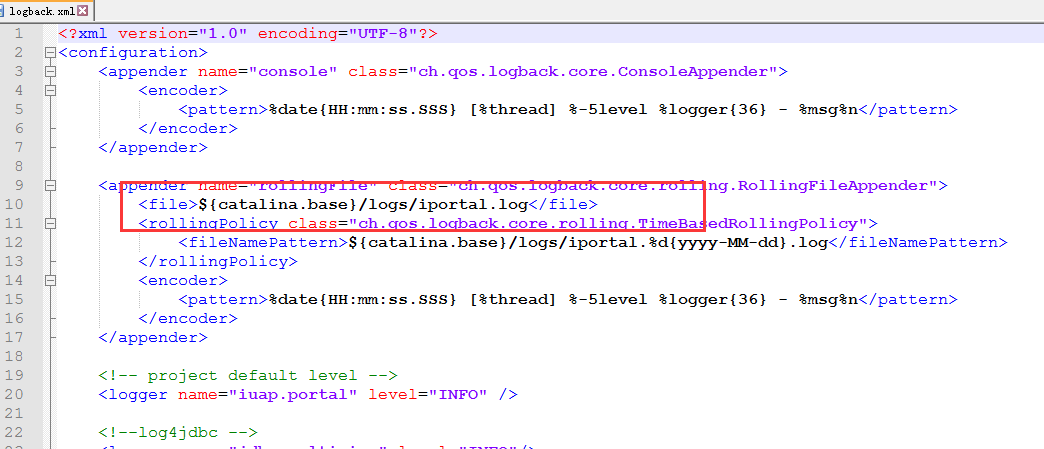 logback.xml
1 <?xml version="1.0" encoding="UTF-8"?>
2 <configuration>
3 <appender name="console" class="ch.qos.logback.core.ConsoleAppender">
4 <encoder>
5 <pattern>%date{HH:mm:ss.SSS} [%thread] %-5level %logger{36} - %msg%n</pattern>
6 </encoder>
7 </appender>
8
9 <appender name="rollingFile" class="ch.qos.logback.core.rolling.RollingFileAppender">
10 <file>${catalina.base}/logs/iportal.log</file>
11 <rollingPolicy class="ch.qos.logback.core.rolling.TimeBasedRollingPolicy">
12 <fileNamePattern>${catalina.base}/logs/iportal.%d{yyyy-MM-dd}.log</fileNamePattern>
13 </rollingPolicy>
14 <encoder>
15 <pattern>%date{HH:mm:ss.SSS} [%thread] %-5level %logger{36} - %msg%n</pattern>
16 </encoder>
17 </appender>
18
19 <!-- project default level -->
20 <logger name="iuap.portal" level="INFO" />
21
22 <!--log4jdbc -->